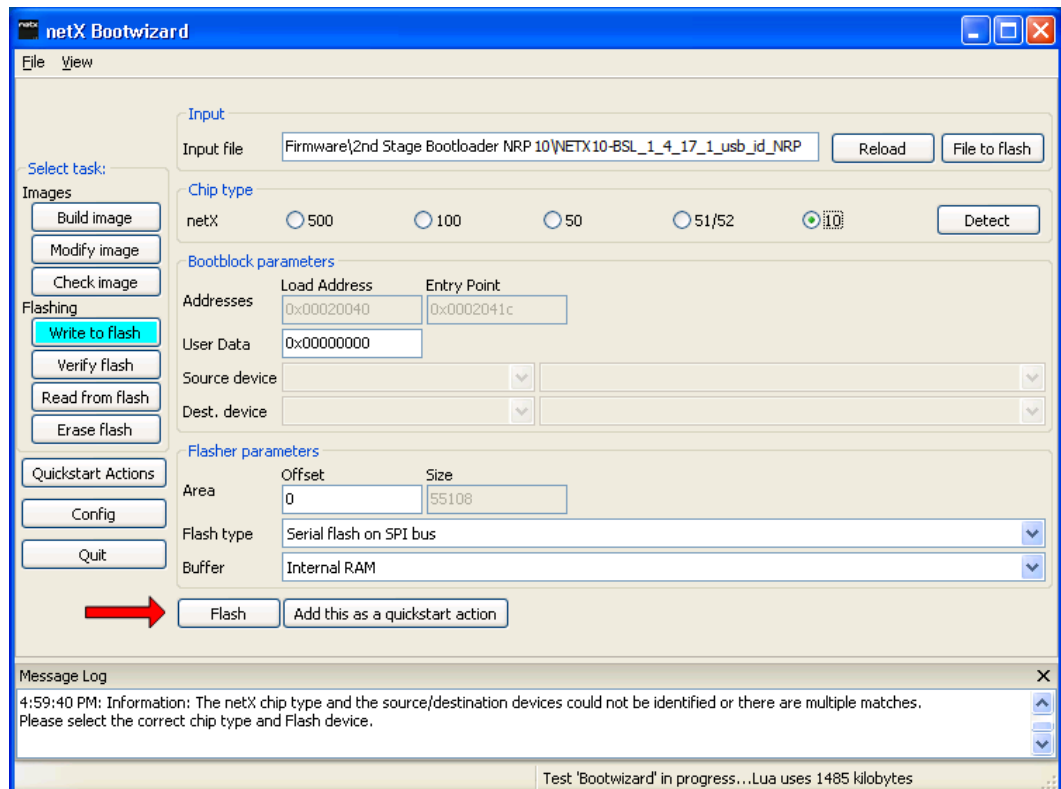 netX Bootwizard
File View
Input
Input file Firmware\2nd Stage Bootloader NRP 10\NETX10-BSL_1_4_17_1_usb_id_NRP Reload File to flash
Select task:
Images
Build image
Modify image
Check image
Flashing
Write to flash
Verify flash
Read from flash
Erase flash
Quickstart Actions
Config
Quit
Chip type
netX 500 100 50 51/52 10 Detect
Bootblock parameters
Load Address Entry Point
Addresses 0x00020040 0x0002041c
User Data 0x00000000
Source device
Dest. device
Flasher parameters
Offset Size
Area 0 55108
Flash type Serial flash on SPI bus
Buffer Internal RAM
Flash Add this as a quickstart action
Message Log
4:59:40 PM: Information: The netX chip type and the source/destination devices could not be identified or there are multiple matches.
Please select the correct chip type and Flash device.
Test 'Bootwizard' in progress...Lua uses 1485 kilobytes